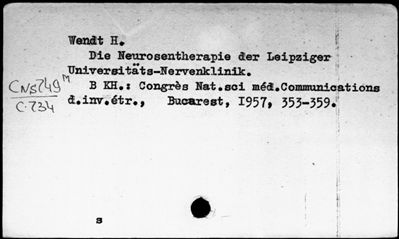 Wendt H.
Die Neurosentherapie der Leipziger
Universitäts-Nervenklinik.
CNs749 M
C.734
B KH.: Congrès Nat.sci méd.Communications
d.inv.étr., Bucarest, I957, 353-359.
s